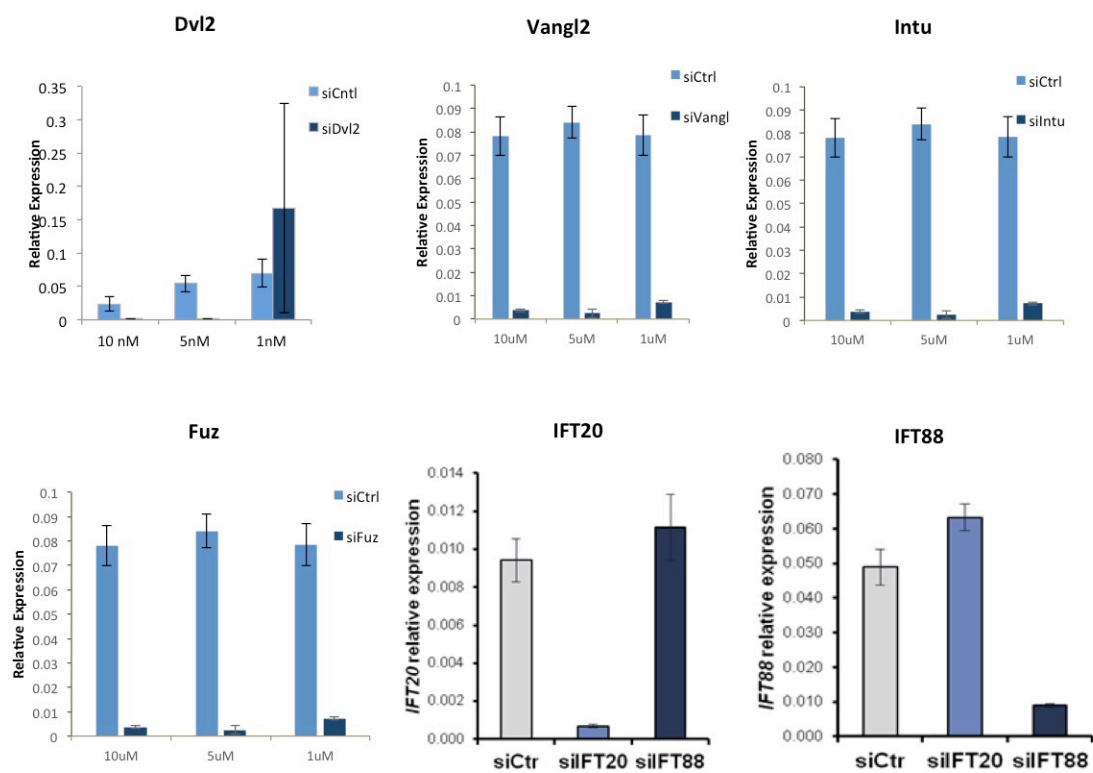 Dvl2
0.35
0.3
0.25
0.2
0.15
0.1
0.05
0
Relative Expression
10 nM 5nM 1nM
siCntl
siDvl2
Vangl2
0.1
0.09
0.08
0.07
0.06
0.05
0.04
0.03
0.02
0.01
0
Relative Expression
10uM 5uM 1uM
siCtrl
siVangl
Intu
0.1
0.09
0.08
0.07
0.06
0.05
0.04
0.03
0.02
0.01
0
Relative Expression
10uM 5uM 1uM
siCtrl
siIntu
Fuz
0.1
0.09
0.08
0.07
0.06
0.05
0.04
0.03
0.02
0.01
0
Relative Expression
10uM 5uM 1uM
siCtrl
siFuz
IFT20
0.014
0.012
0.010
0.008
0.006
0.004
0.002
0.000
IFT20 relative expression
siCtr siIFT20 siIFT88
IFT88
0.080
0.070
0.060
0.050
0.040
0.030
0.020
0.010
0.000
IFT88 relative expression
siCtr siIFT20 siIFT88